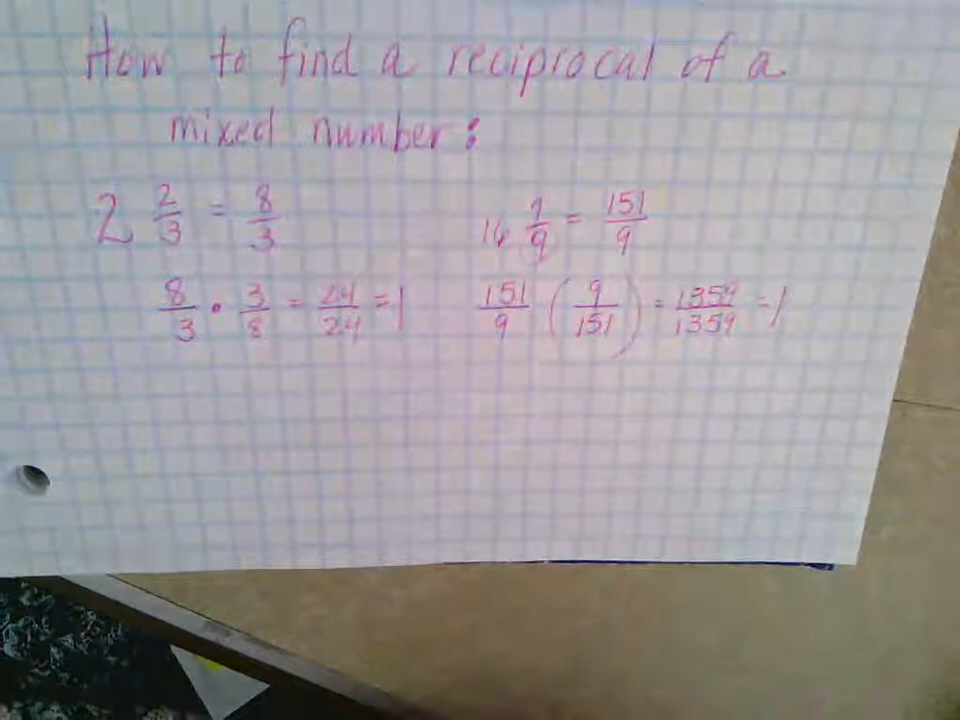 How to find a reciprocal of a
mixed number:
2 2/3 = 8/3
8/3 · 3/8 = 24/24 = 1
16 7/9 = 151/9
151/9 (9/151) = 1359/1359 = 1